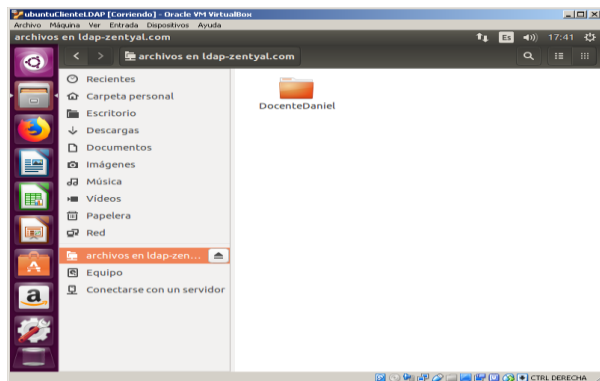 ubuntuClienteLDAP [Corriendo] - Oracle VM VirtualBox
Archivo Máquina Ver Entrada Dispositivos Ayuda
archivos en ldap-zentyal.com Es 17:41
archivos en ldap-zentyal.com
Recientes
Carpeta personal
Escritorio
Descargas
Documentos
Imágenes
Música
Vídeos
Papelera
Red
archivos en ldap-zen...
Equipo
Conectarse con un servidor
DocenteDaniel
CTRL DERECHA